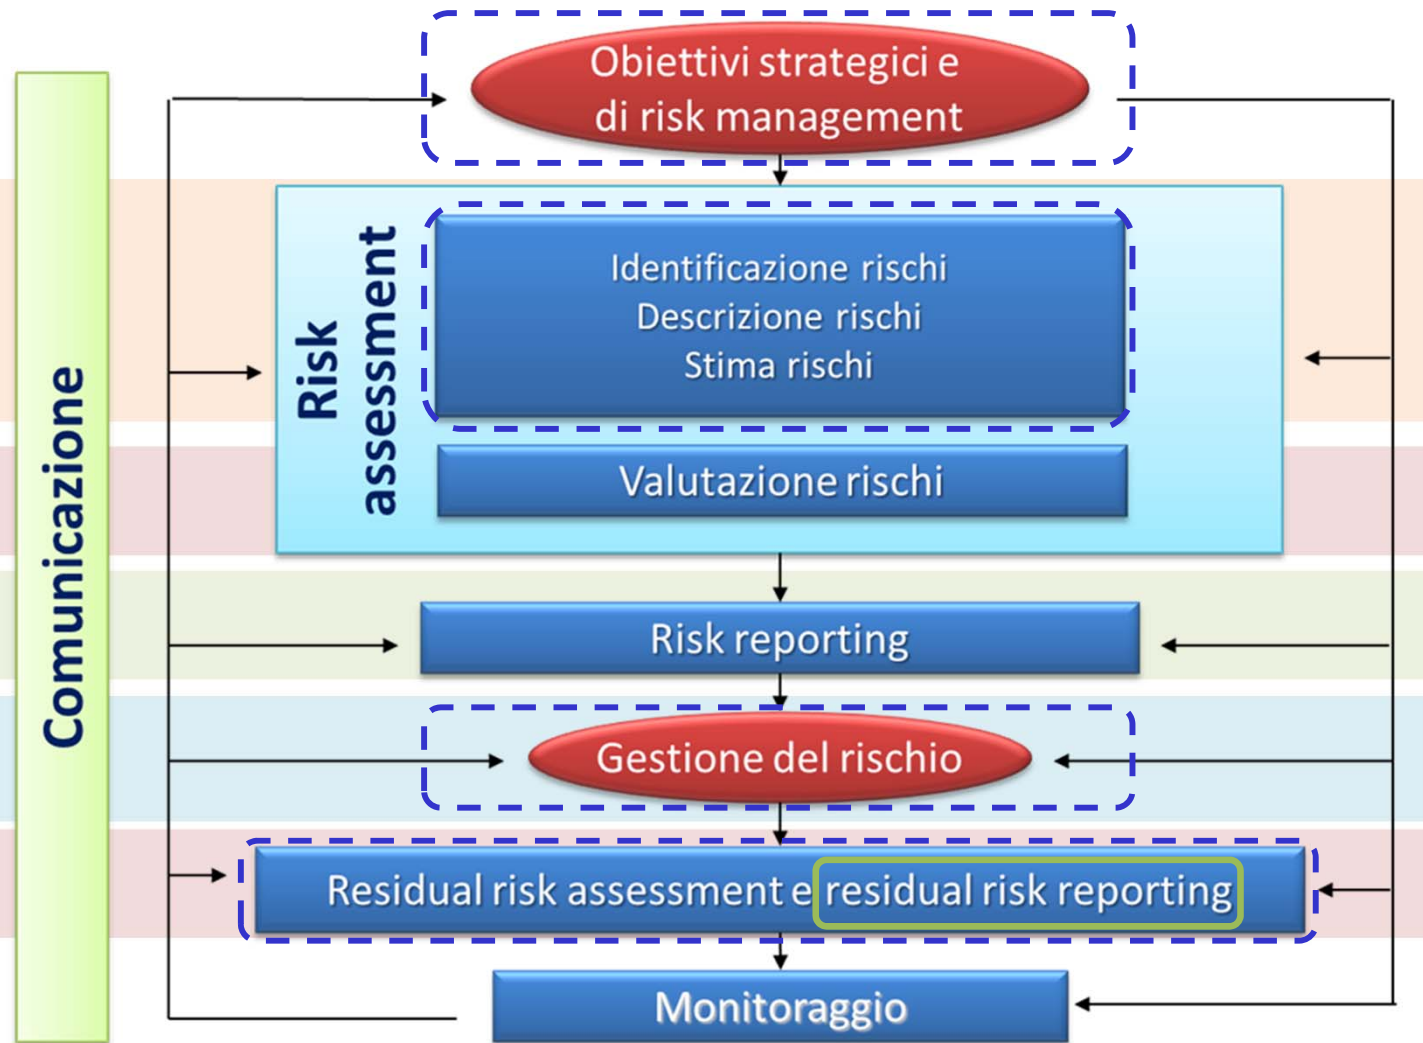 Obiettivi strategici e
di risk management
Comunicazione
Risk
assessment
Identificazione rischi
Descrizione rischi
Stima rischi
Valutazione rischi
Risk reporting
Gestione del rischio
Residual risk assessment e residual risk reporting
Monitoraggio